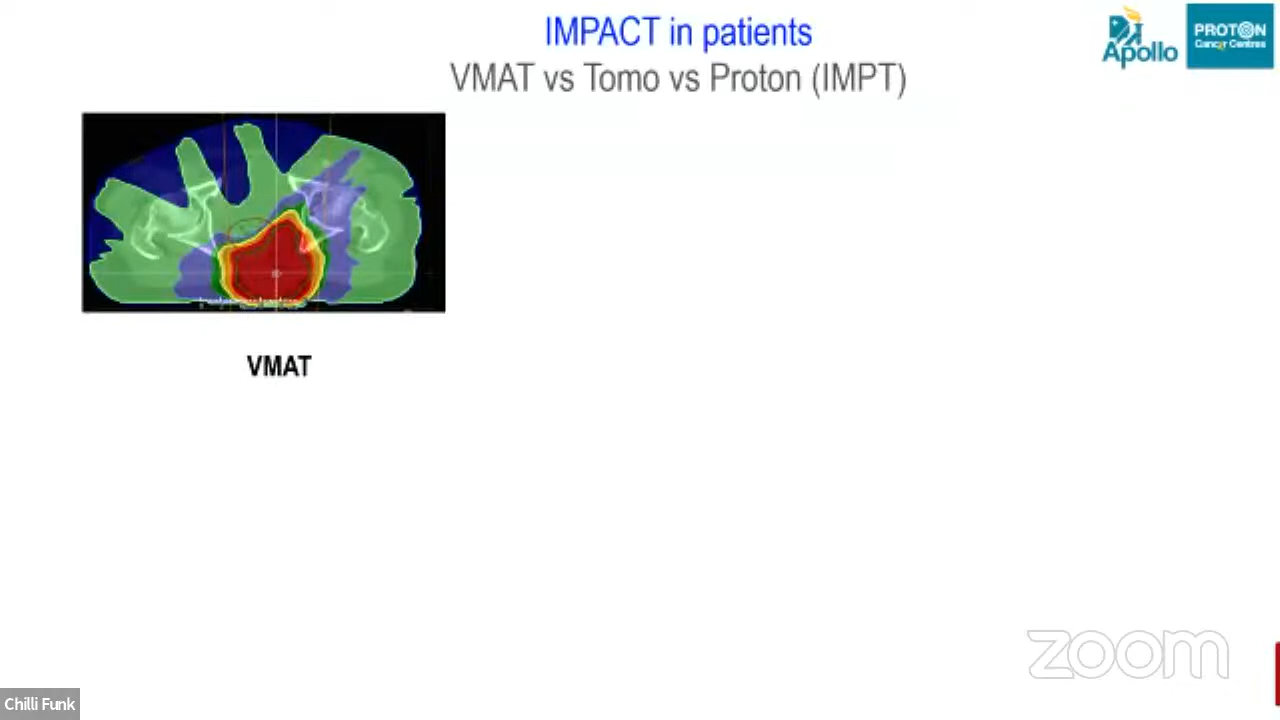 IMPACT in patients
VMAT vs Tomo vs Proton (IMPT)
Apollo
PROTON
Cancer Centres
VMAT
zoom
Chilli Funk